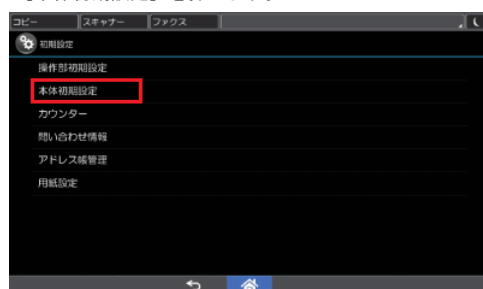 コピー スキャナー ファクス
初期設定
操作部初期設定
本体初期設定
カウンター
問い合わせ情報
アドレス帳管理
用紙設定